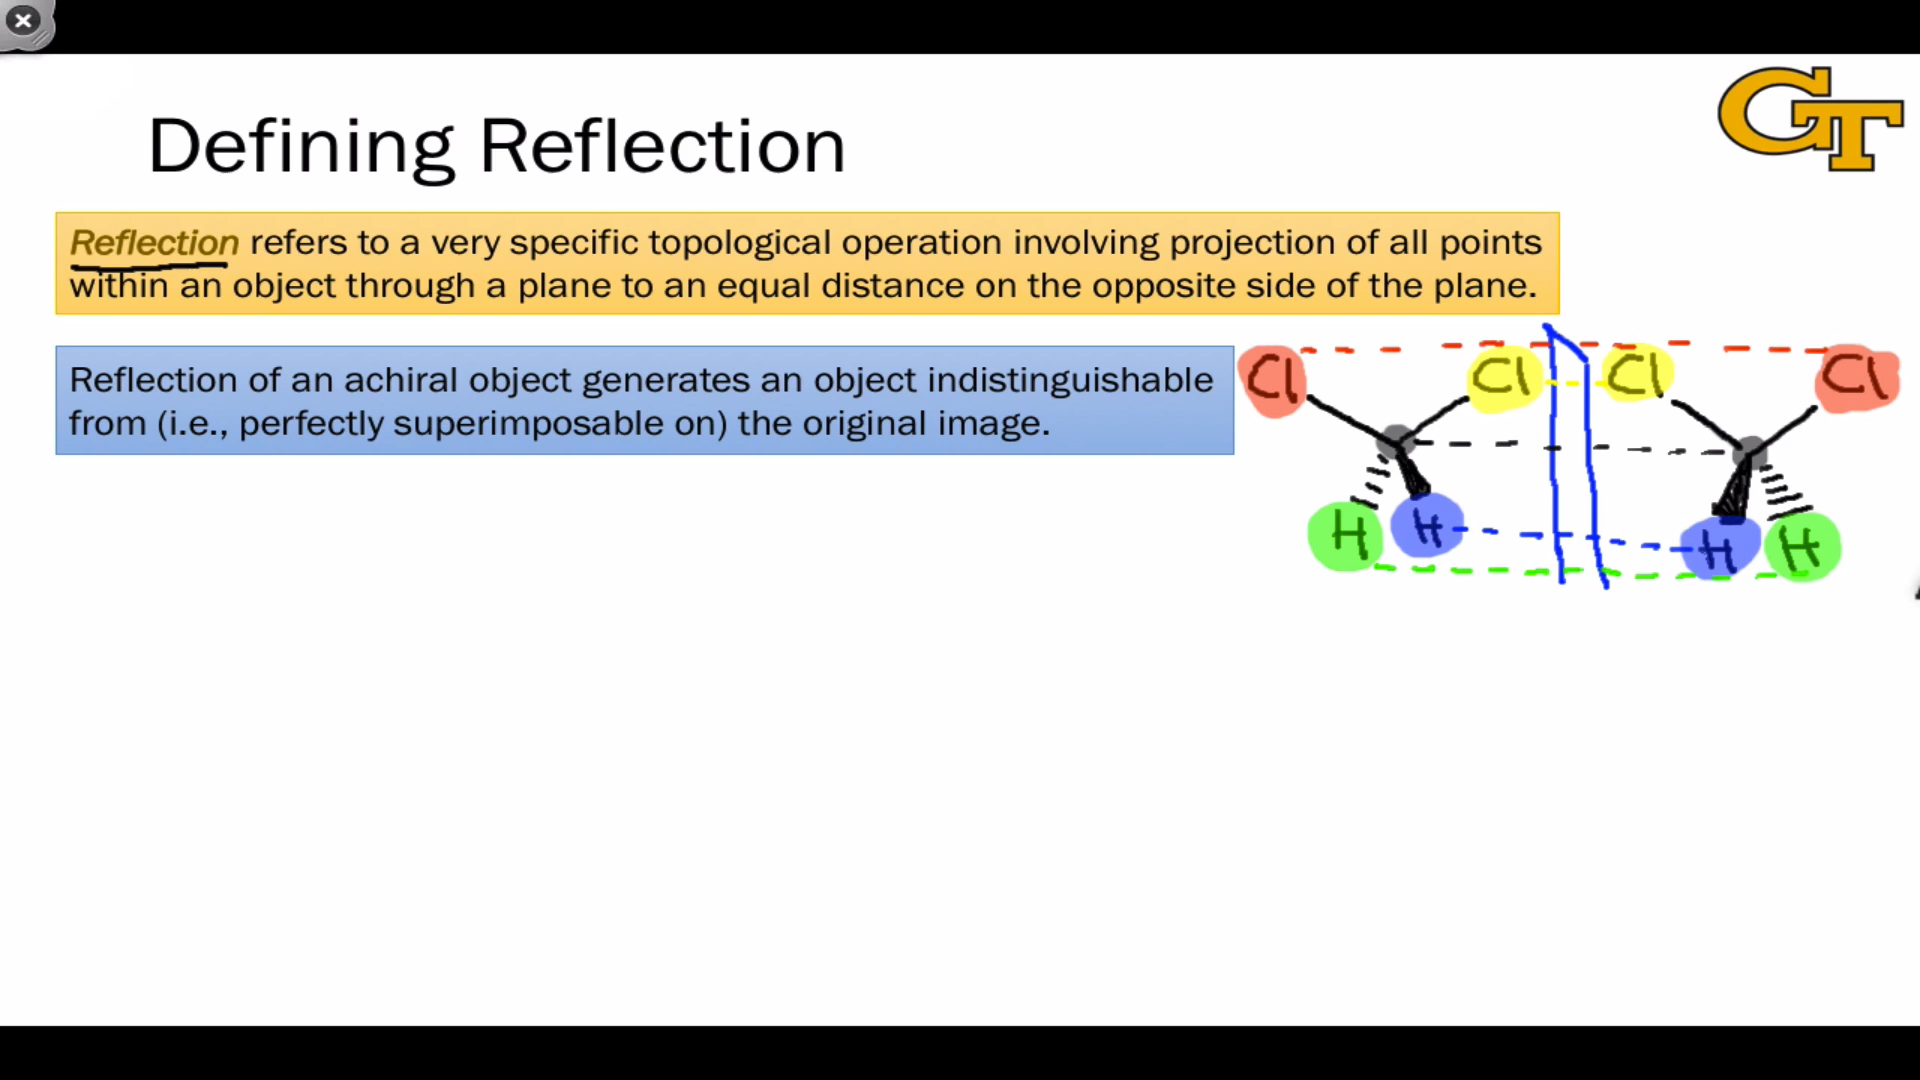 GT
Defining Reflection
Reflection refers to a very specific topological operation involving projection of all points
within an object through a plane to an equal distance on the opposite side of the plane.
Reflection of an achiral object generates an object indistinguishable
from (i.e., perfectly superimposable on) the original image.
Cl Cl Cl Cl
H H H H